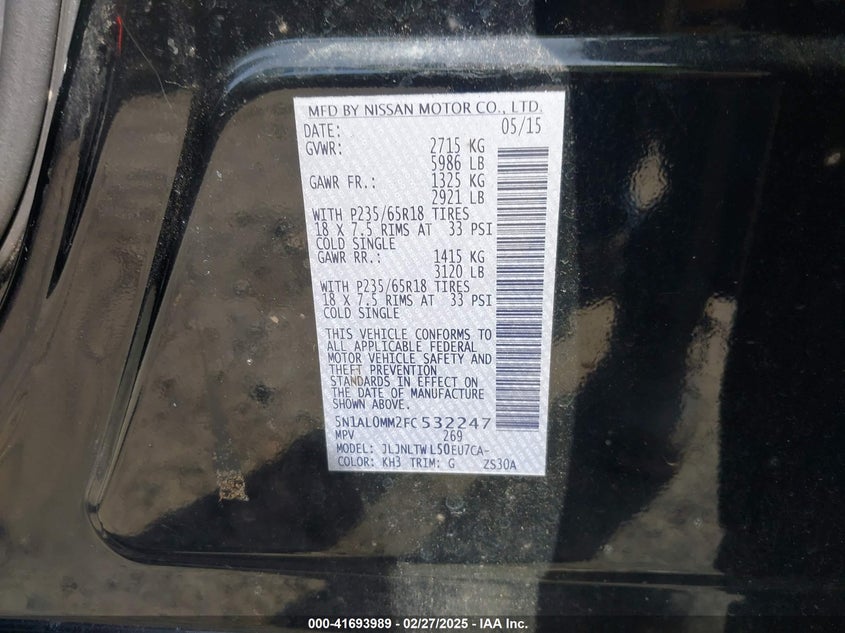 MFD BY NISSAN MOTOR CO., LTD.
DATE: 05/15
GVWR: 2715 KG
5986 LB
GAWR FR.: 1325 KG
2921 LB
WITH P235/65R18 TIRES
18 X 7.5 RIMS AT 33 PSI
COLD SINGLE
GAWR RR.: 1415 KG
3120 LB
WITH P235/65R18 TIRES
18 X 7.5 RIMS AT 33 PSI
COLD SINGLE
THIS VEHICLE CONFORMS TO
ALL APPLICABLE FEDERAL
MOTOR VEHICLE SAFETY AND
THEFT PREVENTION
STANDARDS IN EFFECT ON
THE DATE OF MANUFACTURE
SHOWN ABOVE.
5N1AL0MM2FC532247
MPV 269
MODEL: JLJNLTWL50EU7CA-
COLOR: KH3 TRIM: G ZS30A
000-41693989 - 02/27/2025 - IAA Inc.